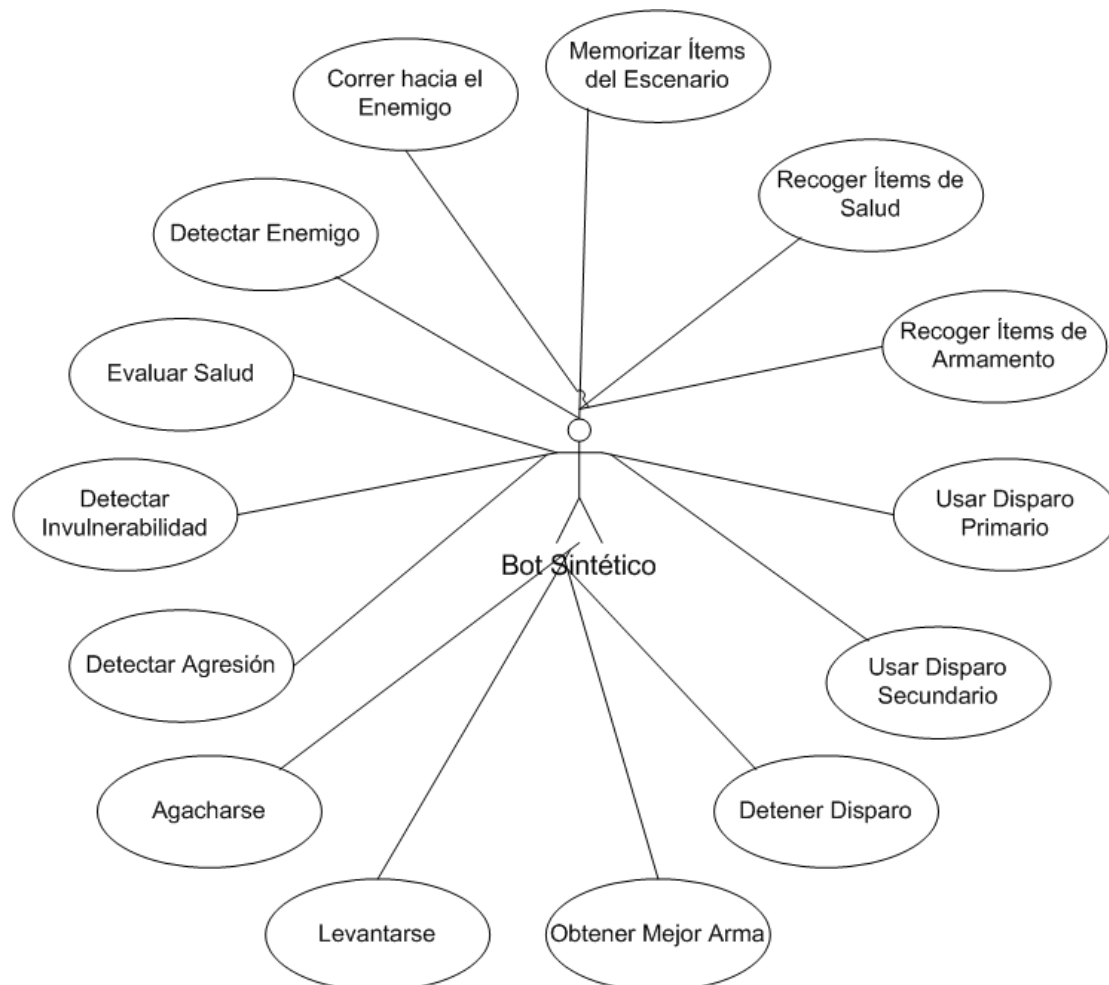 Memorizar Ítems
del Escenario
Correr hacia el
Enemigo
Recoger Ítems de
Salud
Detectar Enemigo
Recoger Ítems de
Armamento
Evaluar Salud
Detectar
Invulnerabilidad
Usar Disparo
Primario
Bot Sintético
Detectar Agresión
Usar Disparo
Secundario
Agacharse
Detener Disparo
Levantarse
Obtener Mejor Arma